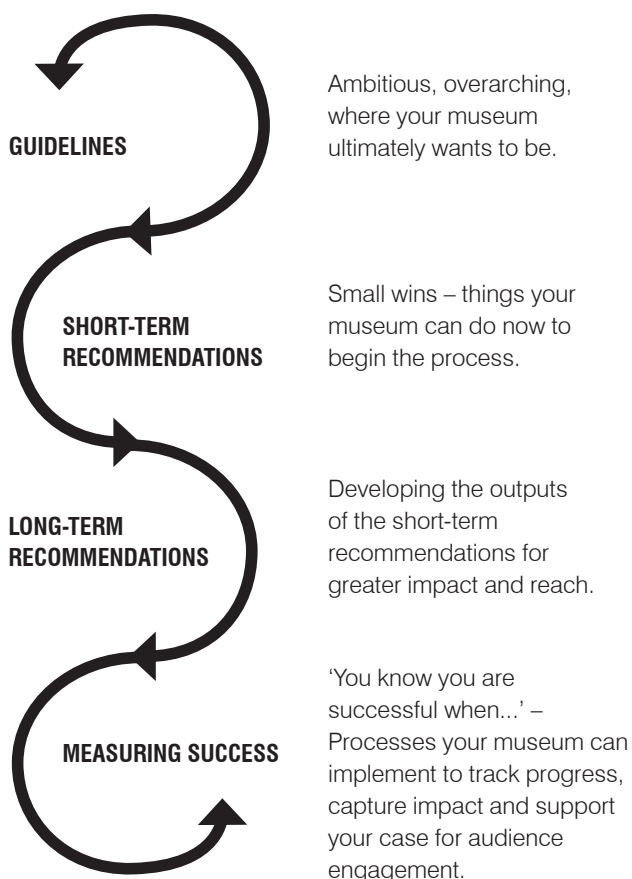 GUIDELINES
Ambitious, overarching,
where your museum
ultimately wants to be.
SHORT-TERM
RECOMMENDATIONS
Small wins – things your
museum can do now to
begin the process.
LONG-TERM
RECOMMENDATIONS
Developing the outputs
of the short-term
recommendations for
greater impact and reach.
MEASURING SUCCESS
‘You know you are
successful when...’ –
Processes your museum can
implement to track progress,
capture impact and support
your case for audience
engagement.